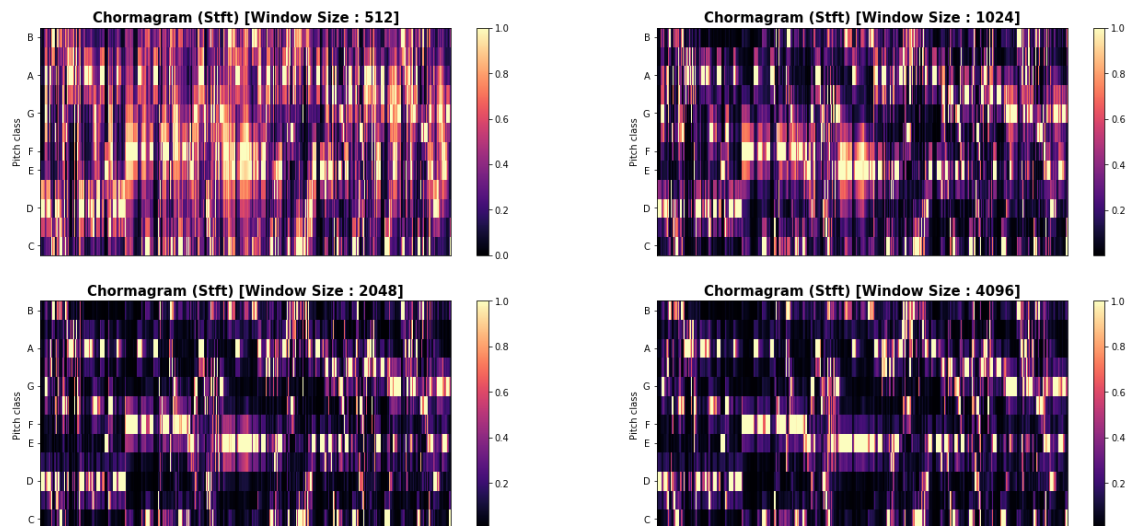 Chormagram (Stft) [Window Size : 512]
Pitch class
B
A
G
F
E
D
C
1.0
0.8
0.6
0.4
0.2
0.0
Chormagram (Stft) [Window Size : 1024]
Pitch class
B
A
G
F
E
D
C
1.0
0.8
0.6
0.4
0.2
Chormagram (Stft) [Window Size : 2048]
Pitch class
B
A
G
F
E
D
C
1.0
0.8
0.6
0.4
0.2
Chormagram (Stft) [Window Size : 4096]
Pitch class
B
A
G
F
E
D
C
1.0
0.8
0.6
0.4
0.2